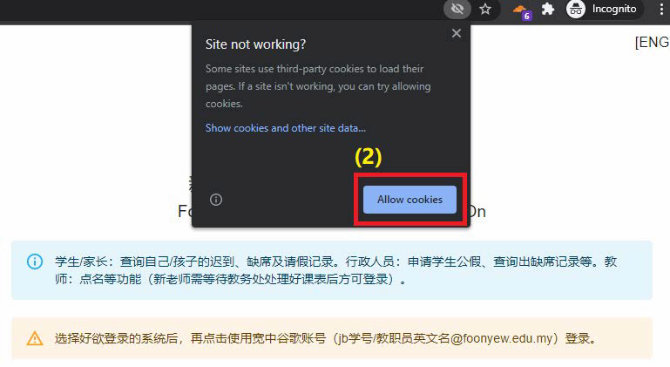 6
Incognito
[ENG
Site not working?
Some sites use third-party cookies to load their
pages. If a site isn't working, you can try allowing
cookies.
Show cookies and other site data...
(2)
Allow cookies
Fo
On
学生/家长：查询自己/孩子的迟到、缺席及请假记录。行政人员：申请学生公假、查询出缺席记录等。教
师：点名等功能（新老师需等待教务处处理好课表后方可登录）。
选择好欲登录的系统后，再点击使用宽中谷歌账号（jb学号/教职员英文名@foonyew.edu.my）登录。